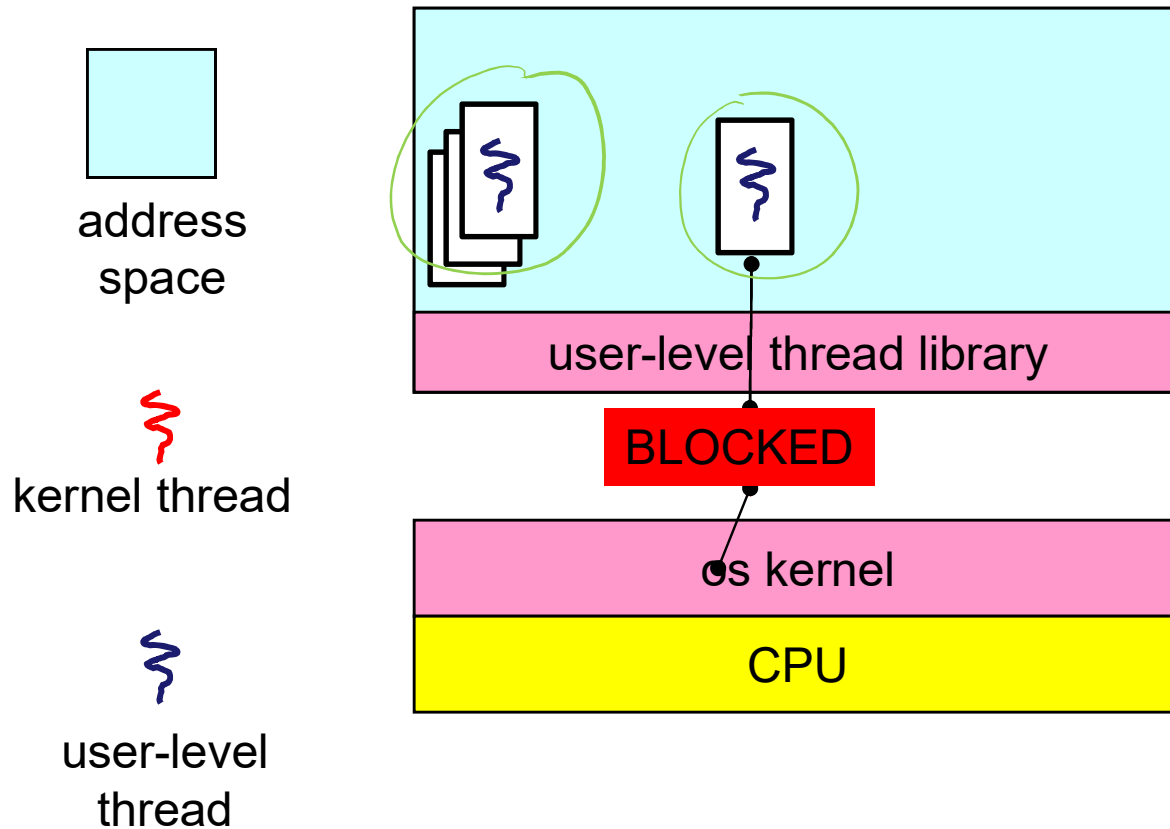 address
space
kernel thread
user-level
thread
user-level thread library
BLOCKED
os kernel
CPU